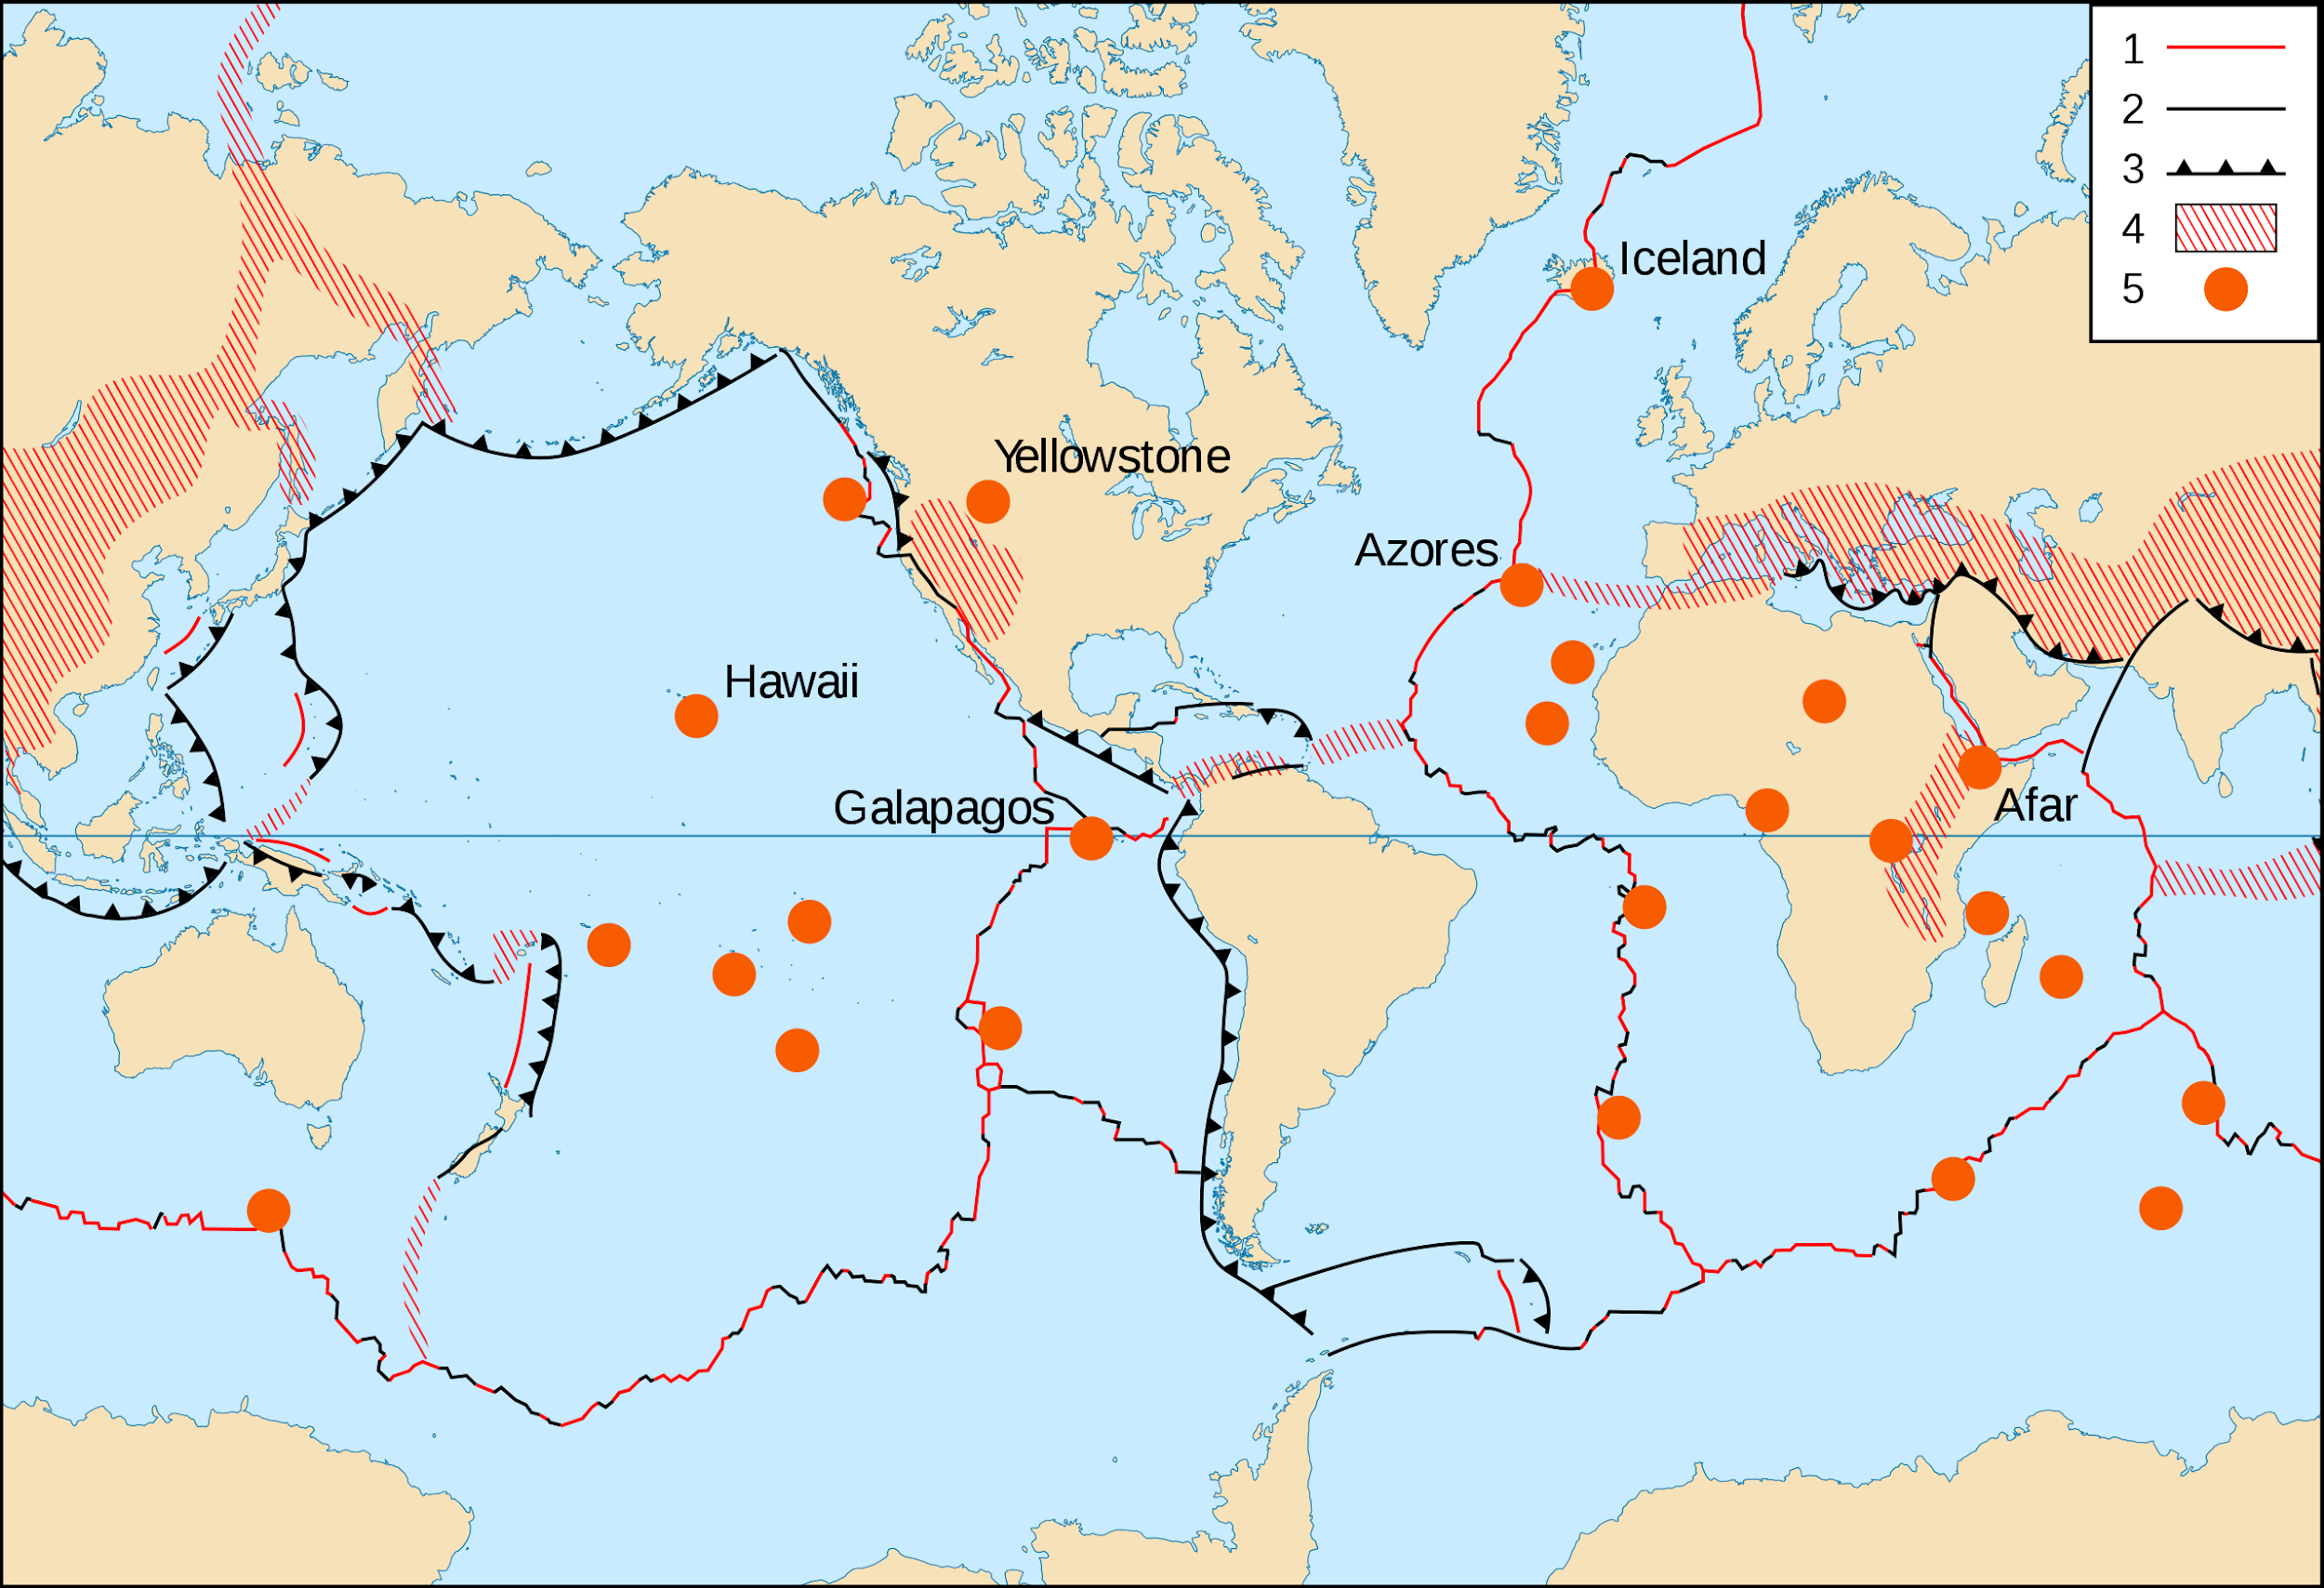 1
2
3
4
5
Iceland
Yellowstone
Azores
Hawaii
Galapagos
Afar